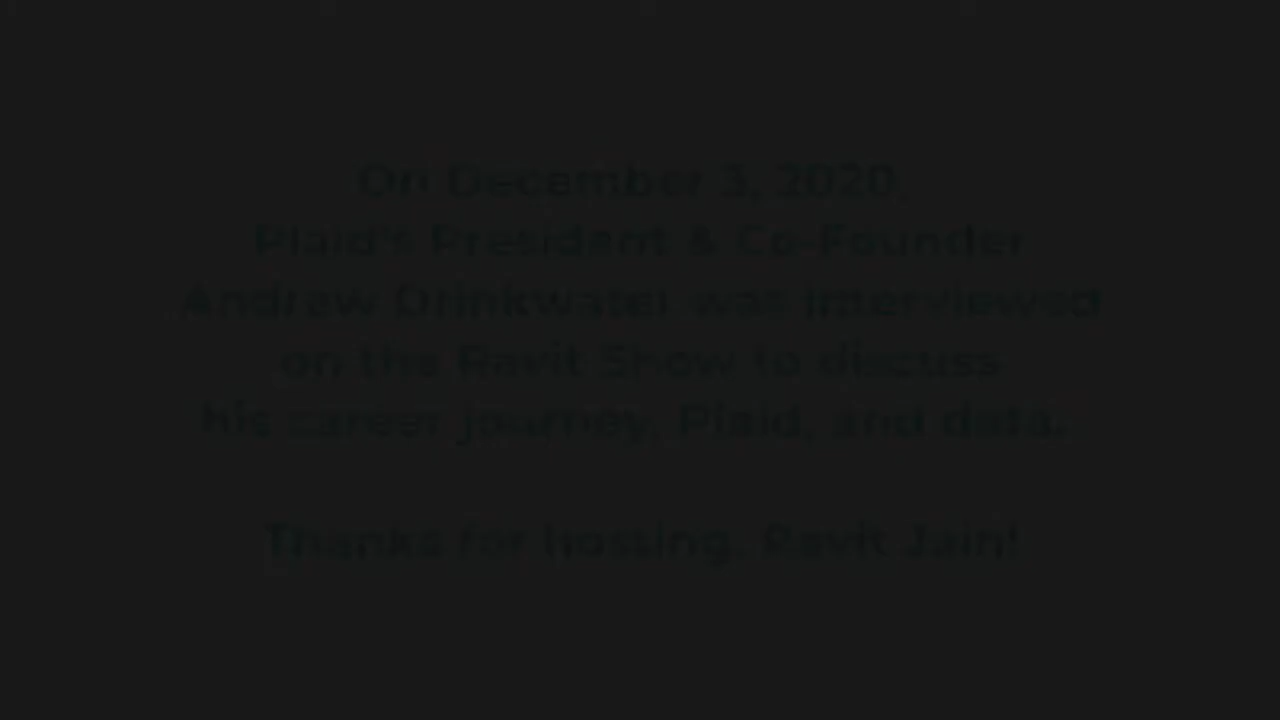 On December 3, 2020,
Plaid's President & Co-Founder
Andrew Drinkwater was interviewed
on the Ravit Show to discuss
his career journey, Plaid, and data.
Thanks for hosting, Ravit Jain!